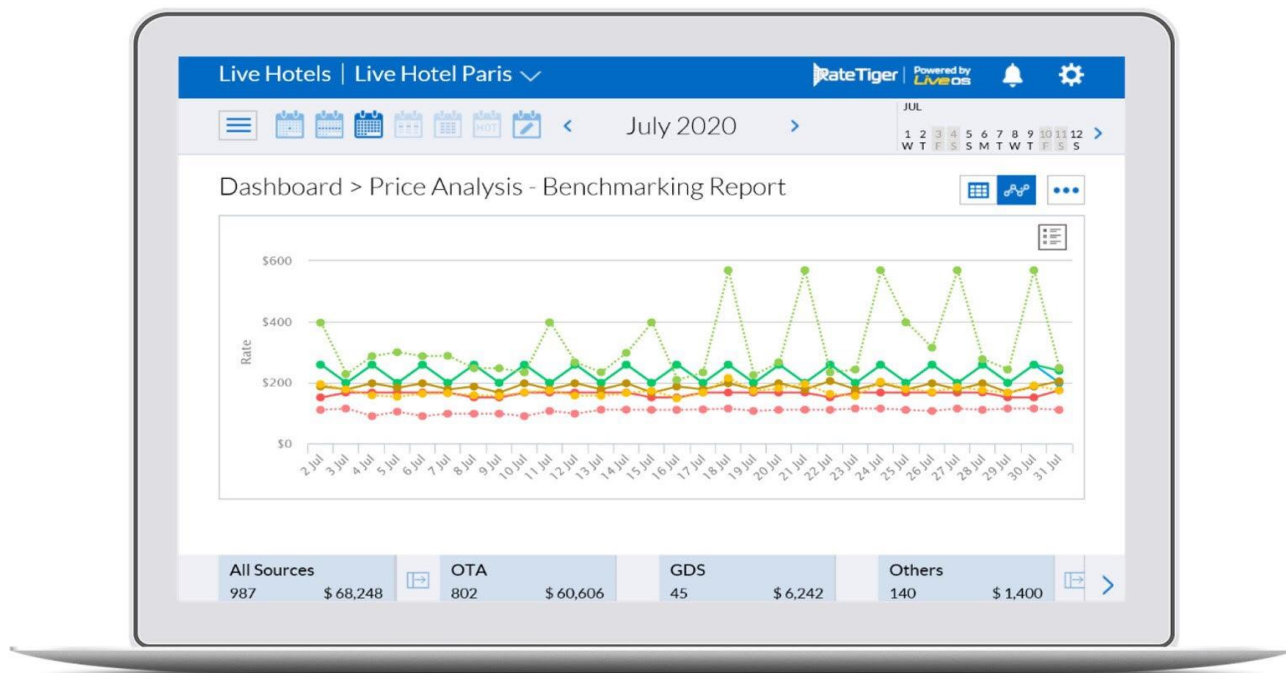 Live Hotels | Live Hotel Paris
RateTiger | Powered by LiveOS
JUL
HOT
July 2020
1 2 3 4 5 6 7 8 9 10 11 12
W T F S S M T W T F S S
Dashboard > Price Analysis - Benchmarking Report
$600
$400
$200
$0
Rate
2 Jul 3 Jul 4 Jul 5 Jul 6 Jul 7 Jul 8 Jul 9 Jul 10 Jul 11 Jul 12 Jul 13 Jul 14 Jul 15 Jul 16 Jul 17 Jul 18 Jul 19 Jul 20 Jul 21 Jul 22 Jul 23 Jul 24 Jul 25 Jul 26 Jul 27 Jul 28 Jul 29 Jul 30 Jul 31 Jul
All Sources
987 $ 68,248
OTA
802 $ 60,606
GDS
45 $ 6,242
Others
140 $ 1,400